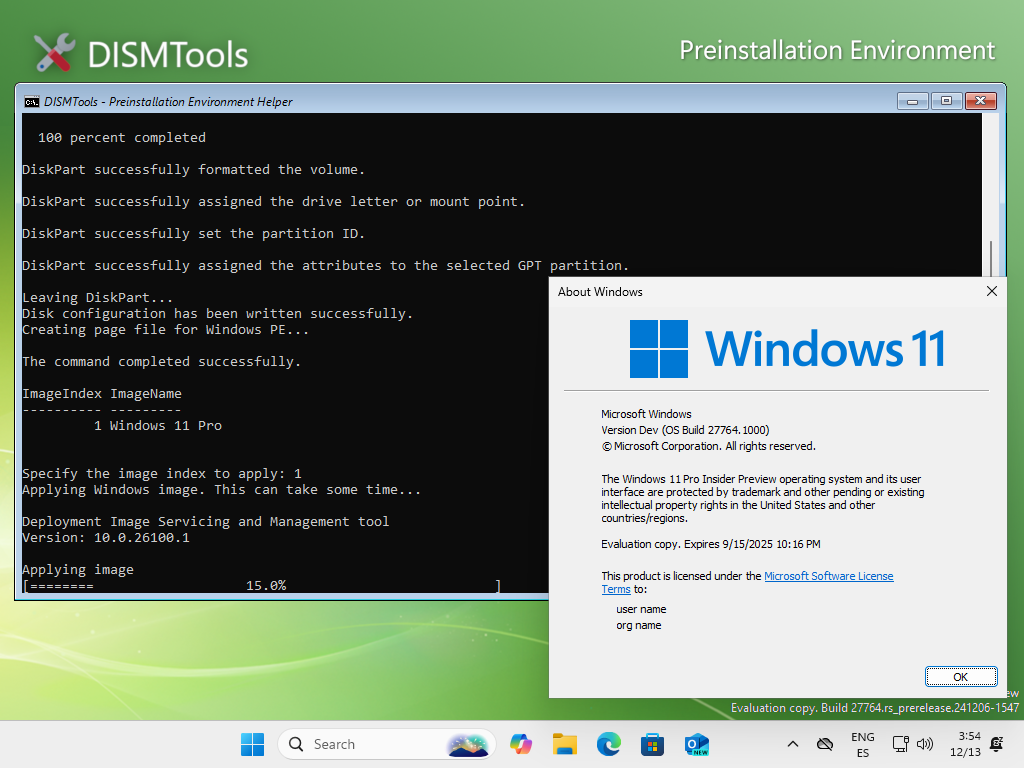 DISMTools
Preinstallation Environment
DISMTools - Preinstallation Environment Helper
100 percent completed
DiskPart successfully formatted the volume.
DiskPart successfully assigned the drive letter or mount point.
DiskPart successfully set the partition ID.
DiskPart successfully assigned the attributes to the selected GPT partition.
Leaving DiskPart...
Disk configuration has been written successfully.
Creating page file for Windows PE...
The command completed successfully.
ImageIndex ImageName
---------- ---------
1 Windows 11 Pro
Specify the image index to apply: 1
Applying Windows image. This can take some time...
Deployment Image Servicing and Management tool
Version: 10.0.26100.1
Applying image
[======== 15.0% ]
About Windows
Windows 11
Microsoft Windows
Version Dev (OS Build 27764.1000)
© Microsoft Corporation. All rights reserved.
The Windows 11 Pro Insider Preview operating system and its user
interface are protected by trademark and other pending or existing
intellectual property rights in the United States and other
countries/regions.
Evaluation copy. Expires 9/15/2025 10:16 PM
This product is licensed under the Microsoft Software License
Terms to:
user name
org name
OK
Evaluation copy. Build 27764.rs_prerelease.241206-1547
Search
NEW
ENG
ES
3:54
12/13